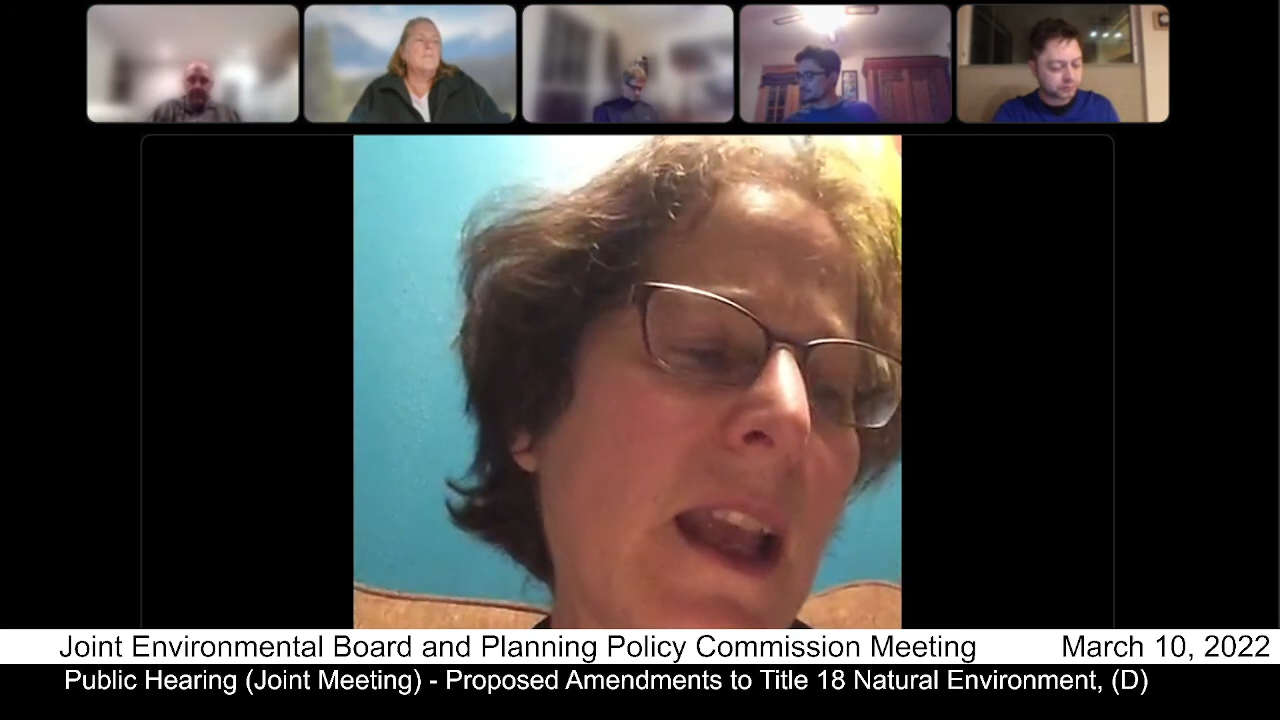 Joint Environmental Board and Planning Policy Commission Meeting March 10, 2022
Public Hearing (Joint Meeting) - Proposed Amendments to Title 18 Natural Environment, (D)